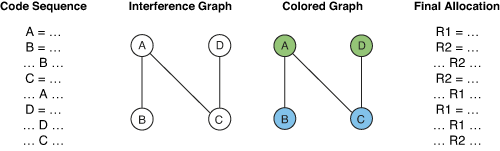 Code Sequence
A = ...
B = ...
... B ...
C = ...
... A ...
D = ...
... D ...
... C ...
Interference Graph
A D
B C
Colored Graph
A D
B C
Final Allocation
R1 = ...
R2 = ...
... R2 ...
R2 = ...
... R1 ...
R1 = ...
... R1 ...
... R2 ...